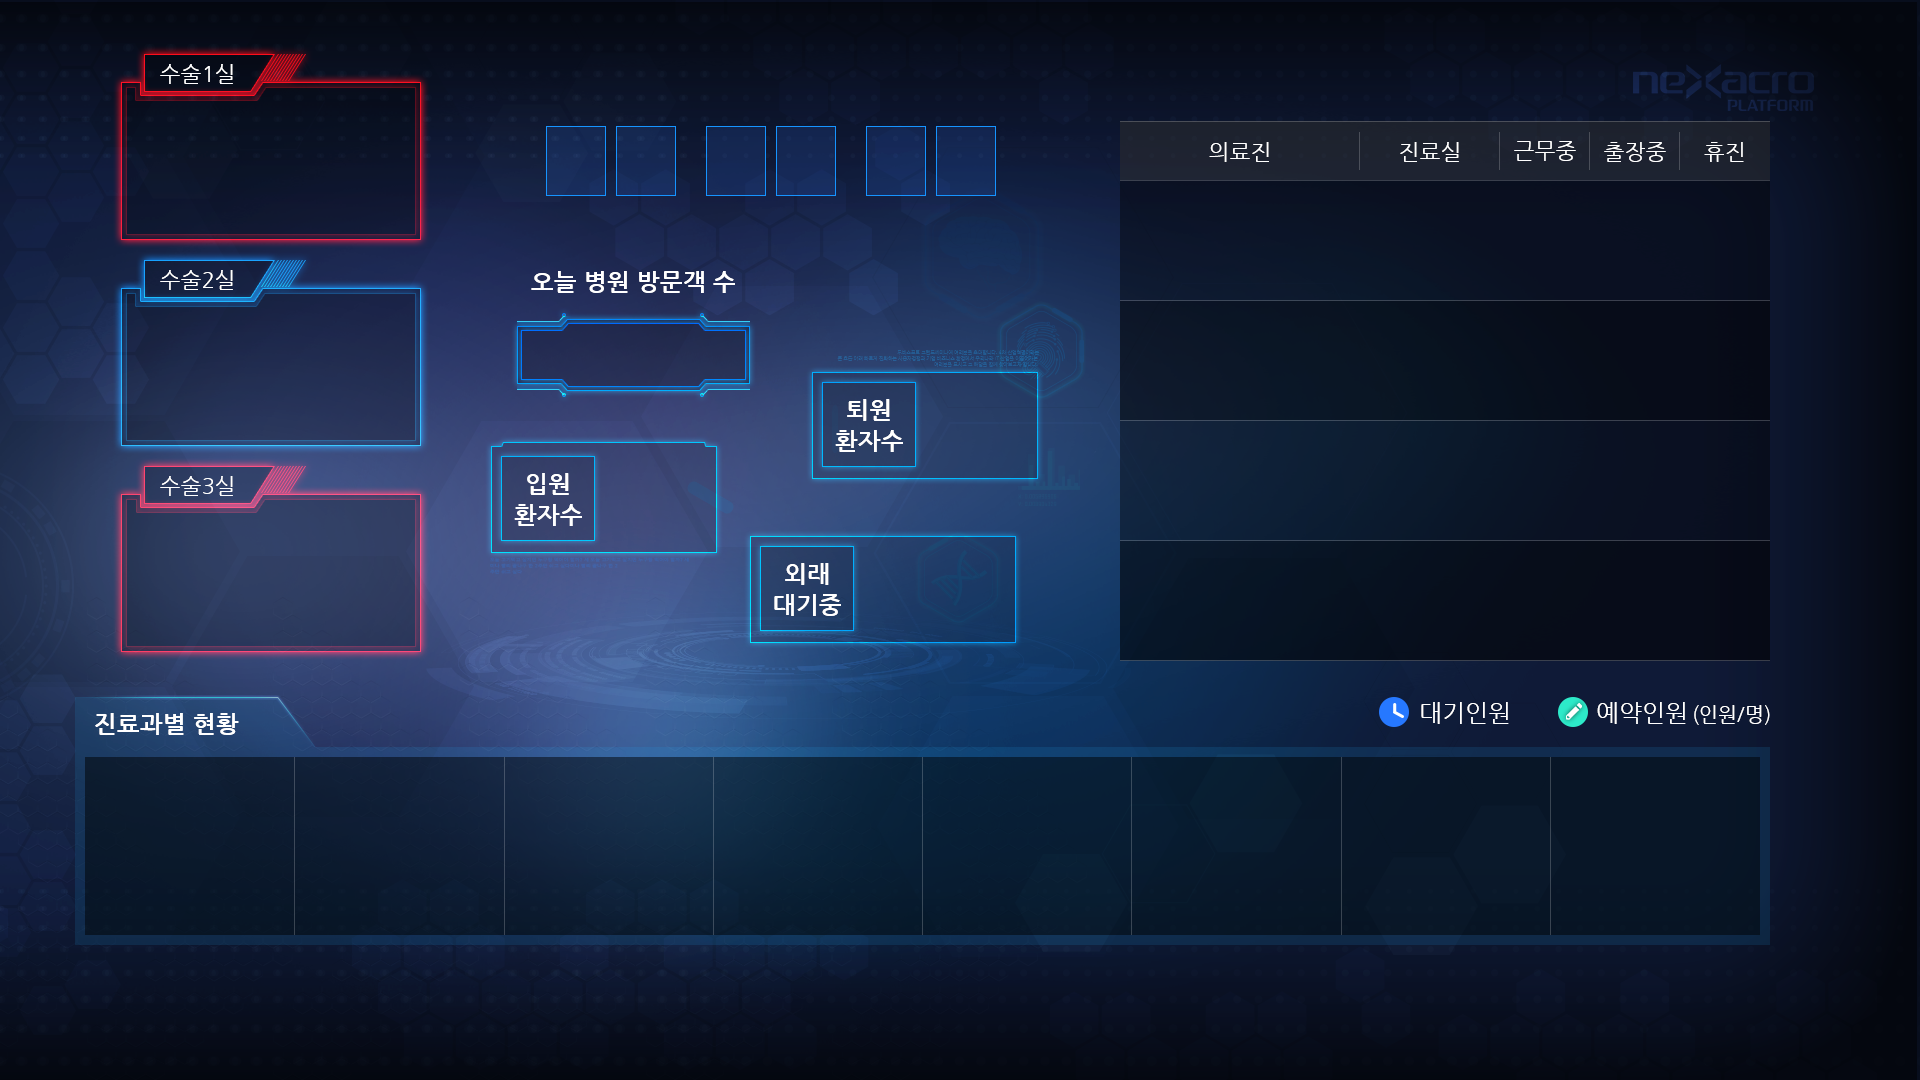 수술1실
수술2실
수술3실
오늘 병원 방문객 수
퇴원
환자수
입원
환자수
외래
대기중
nexacro
PLATFORM
의료진 진료실 근무중 출장중 휴진
진료과별 현황
대기인원 예약인원 (인원/명)